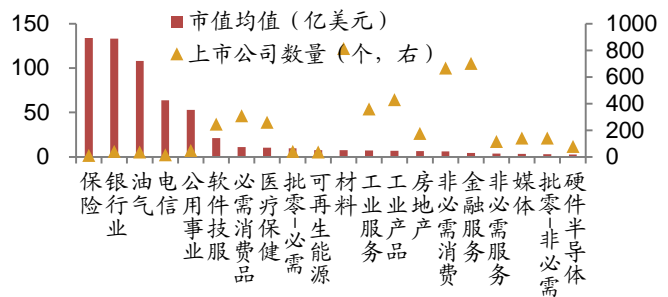 市值均值（亿美元）
上市公司数量（个，右）
150
100
50
0
1000
800
600
400
200
0
保险
银行业
油气
电信
公用事业
软件技服
必需消费品
医疗保健
批零-必需
可再生能源
材料
工业服务
工业产品
房地产
非必需消费
金融服务
非必需服务
媒体
批零-非必需
硬件半导体